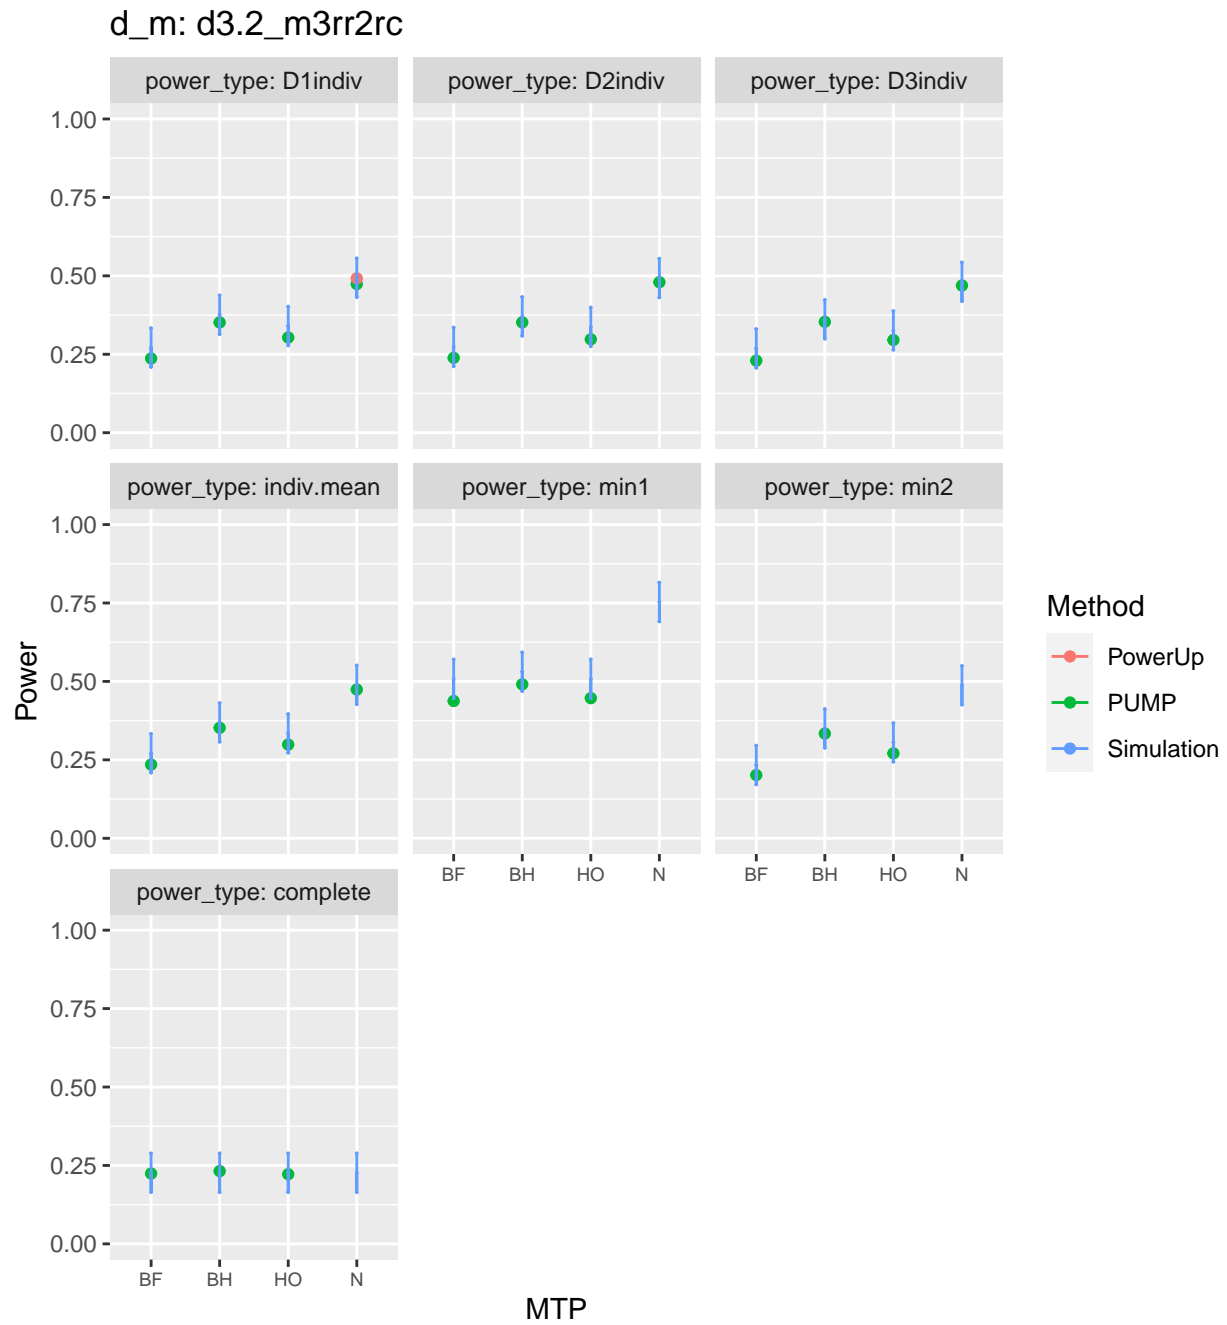 d_m: d3.2_m3rr2rc
power_type: D1indiv
power_type: D2indiv
power_type: D3indiv
1.00
0.75
0.50
0.25
0.00
power_type: indiv.mean
power_type: min1
power_type: min2
1.00
0.75
0.50
0.25
0.00
BF BH HO N
BF BH HO N
power_type: complete
1.00
0.75
0.50
0.25
0.00
BF BH HO N
Power
MTP
Method
PowerUp
PUMP
Simulation